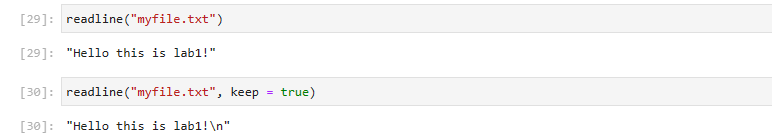 [29]: readline("myfile.txt")
[29]: "Hello this is lab1!"
[30]: readline("myfile.txt", keep = true)
[30]: "Hello this is lab1!\n"